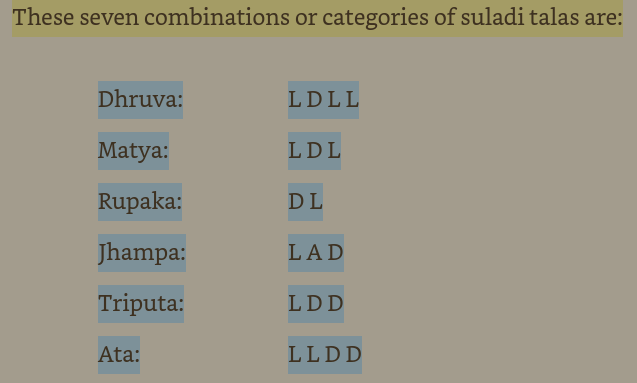 These seven combinations or categories of suladi talas are:
Dhruva: L D L L
Matya: L D L
Rupaka: D L
Jhampa: L A D
Triputa: L D D
Ata: L L D D